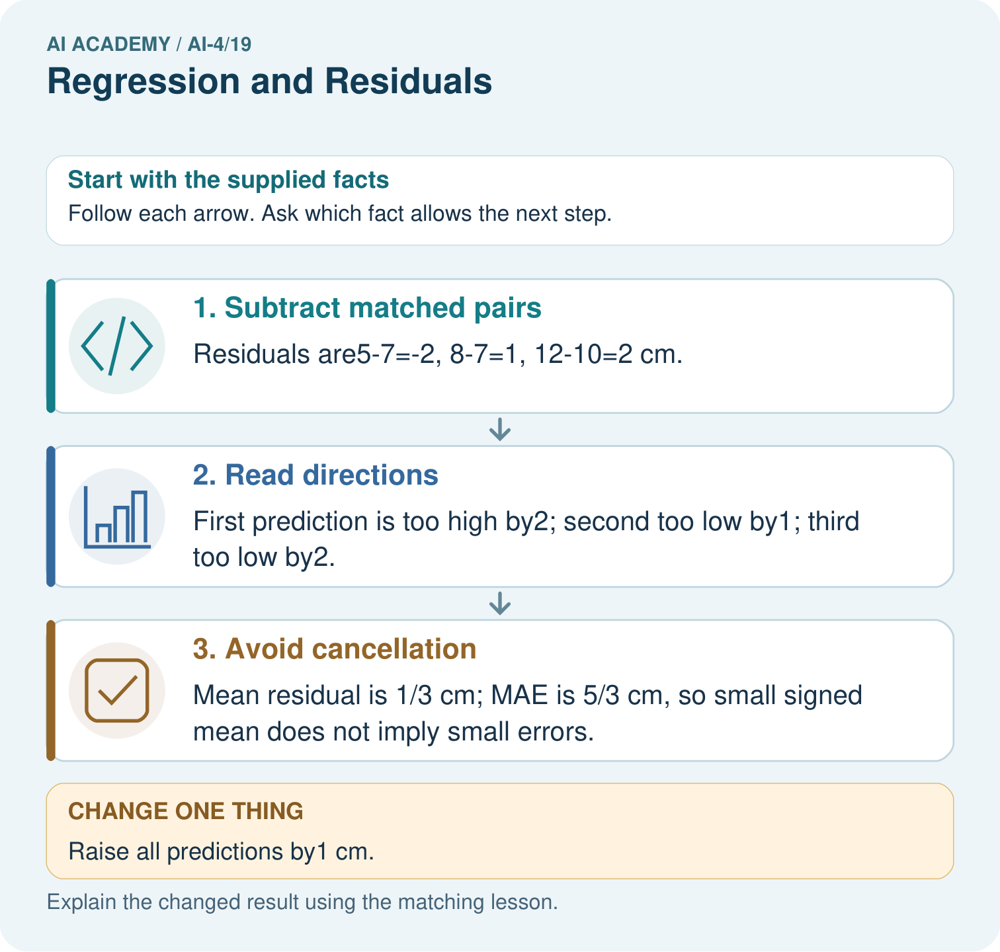 AI ACADEMY / AI-4/19
Regression and Residuals
Start with the supplied facts
Follow each arrow. Ask which fact allows the next step.
1. Subtract matched pairs
Residuals are5-7=-2, 8-7=1, 12-10=2 cm.
2. Read directions
First prediction is too high by2; second too low by1; third
too low by2.
3. Avoid cancellation
Mean residual is 1/3 cm; MAE is 5/3 cm, so small signed
mean does not imply small errors.
CHANGE ONE THING
Raise all predictions by1 cm.
Explain the changed result using the matching lesson.